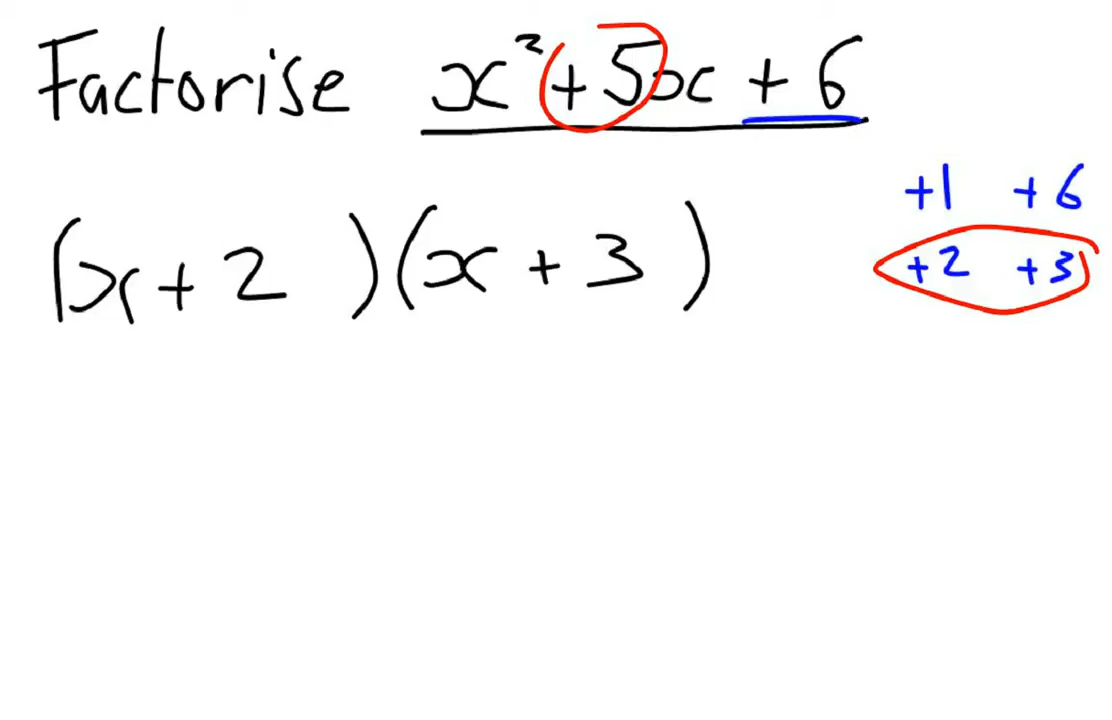 Factorise x² + 5x + 6
+1 +6
(x + 2 )(x + 3 )
+2 +3